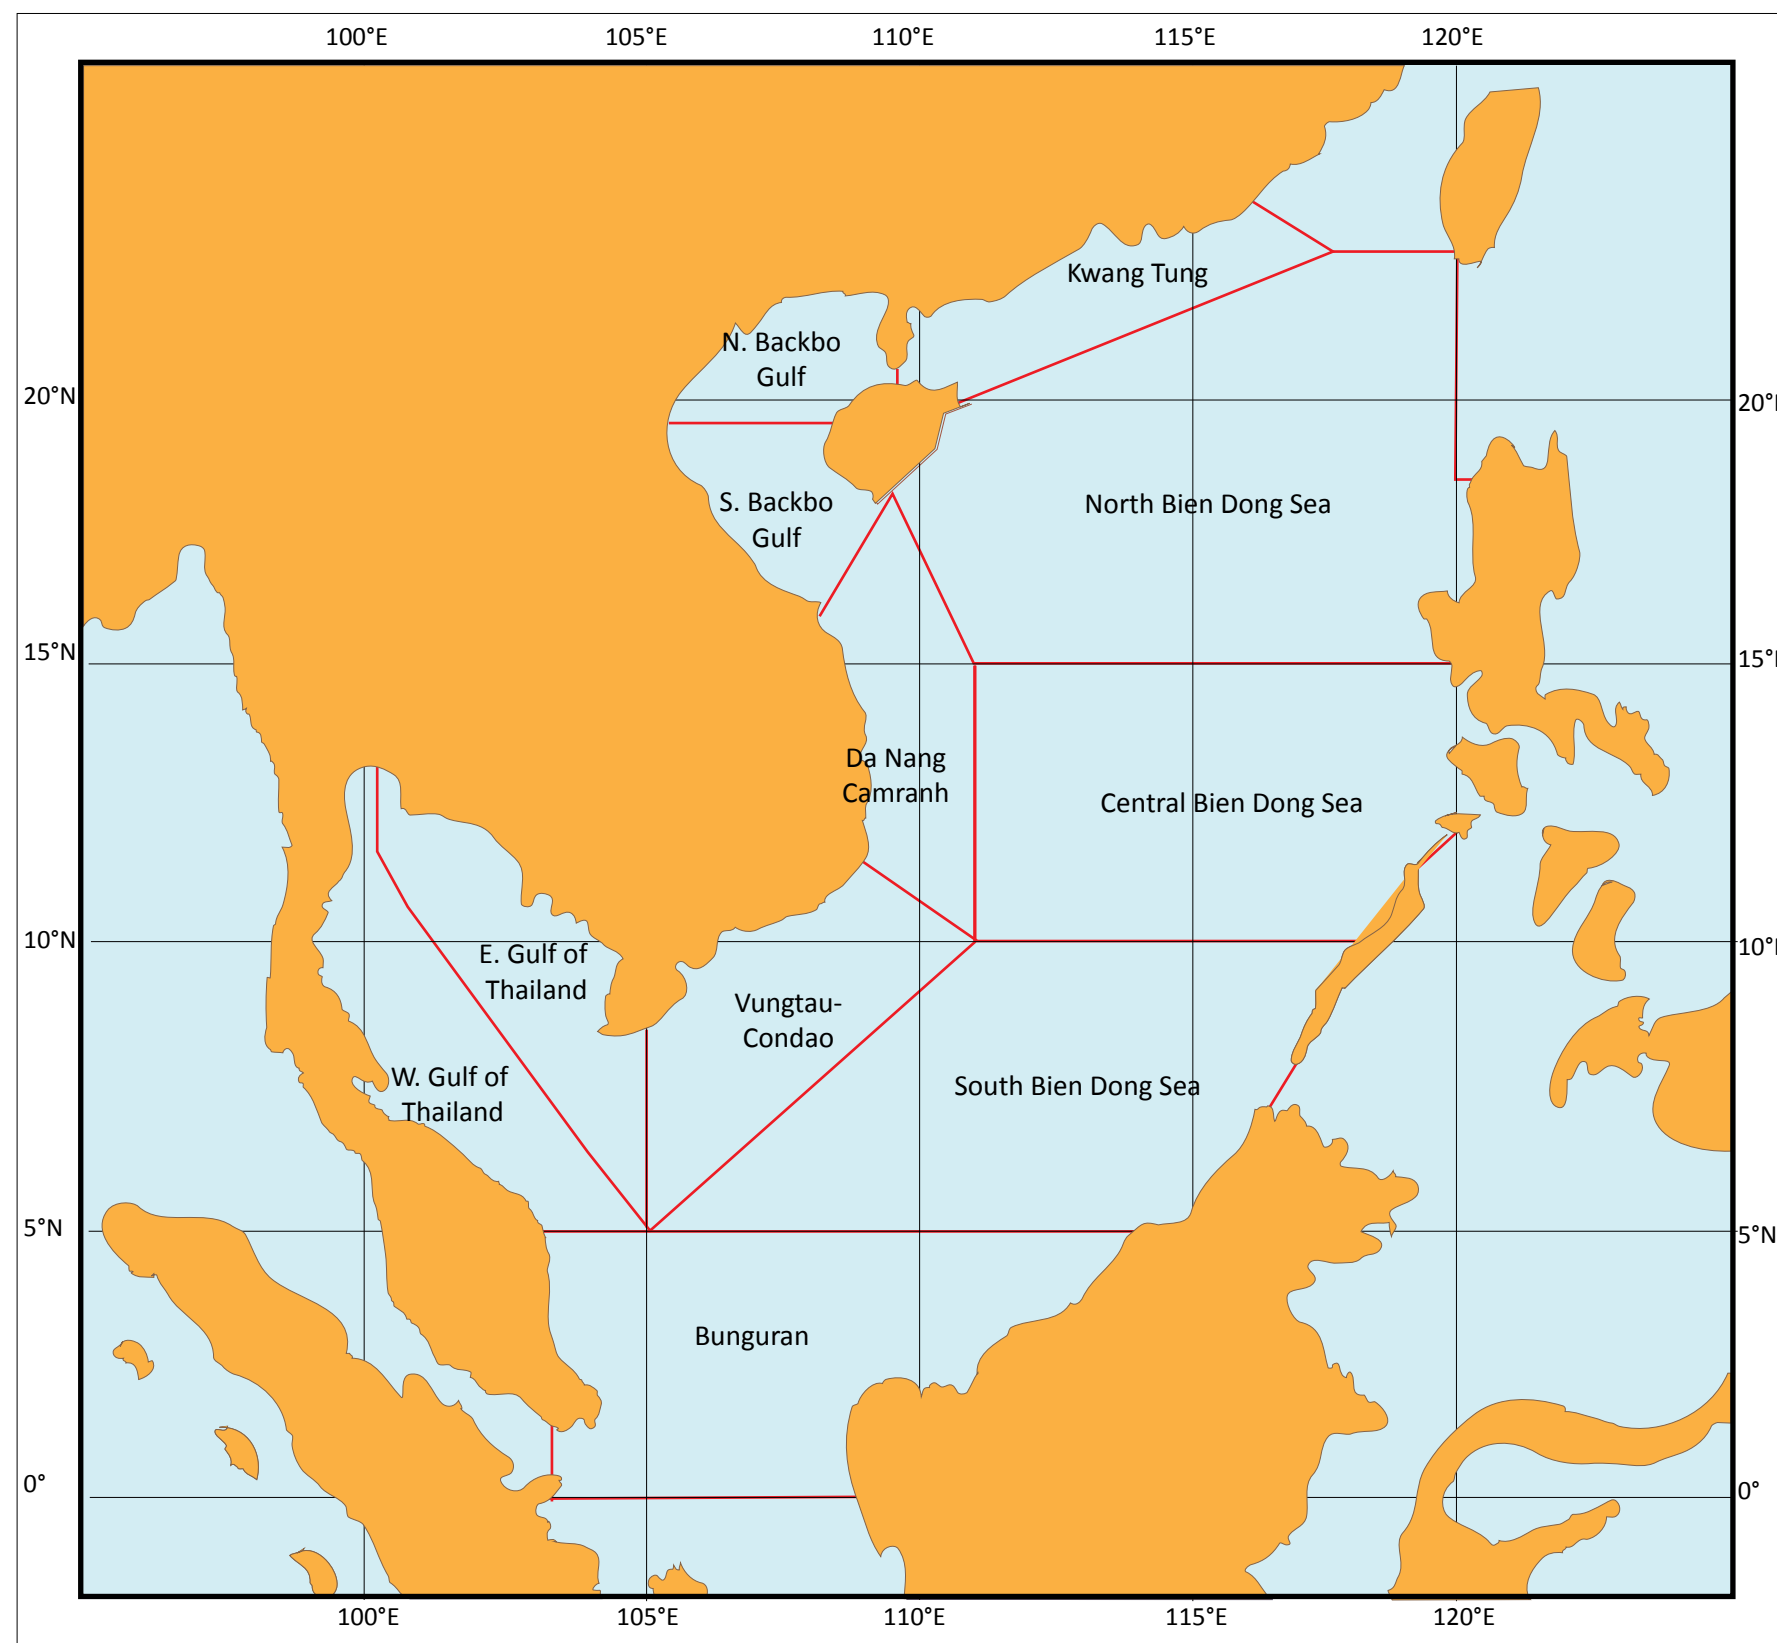 100°E 105°E 110°E 115°E 120°E
Kwang Tung
N. Backbo
Gulf
20°N 20°N
S. Backbo
Gulf
North Bien Dong Sea
15°N 15°N
Da Nang
Camranh
Central Bien Dong Sea
10°N 10°N
E. Gulf of
Thailand
Vungtau-
Condao
W. Gulf of
Thailand
South Bien Dong Sea
5°N 5°N
Bunguran
0° 0°
100°E 105°E 110°E 115°E 120°E